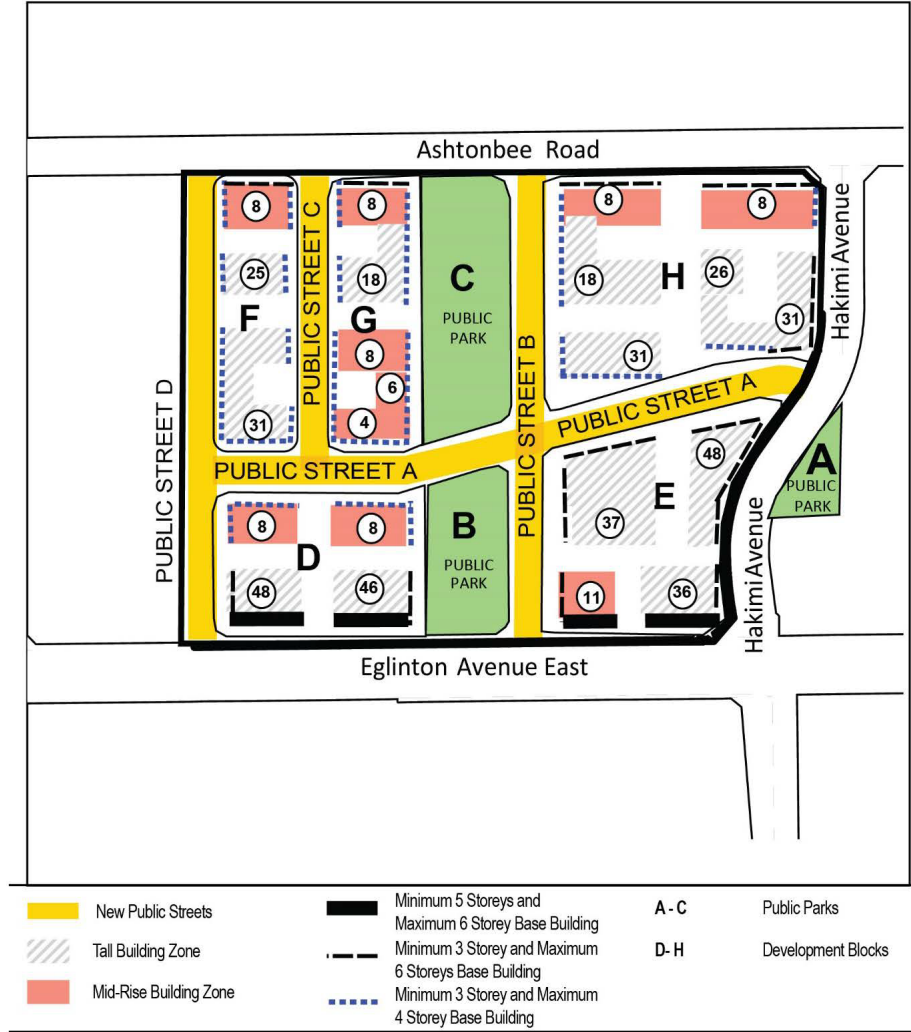 Ashtonbee Road
Hakimi Avenue
8
8
8
8
PUBLIC STREET C
25
18
C
PUBLIC
PARK
18
H
26
F
G
31
PUBLIC STREET B
8
31
6
31
4
PUBLIC STREET A
PUBLIC STREET D
PUBLIC STREET A
48
A
PUBLIC
PARK
E
37
8
8
B
PUBLIC
PARK
D
48
46
11
36
Hakimi Avenue
Eglinton Avenue East
New Public Streets
Tall Building Zone
Mid-Rise Building Zone
Minimum 5 Storeys and
Maximum 6 Storey Base Building
Minimum 3 Storey and Maximum
6 Storeys Base Building
Minimum 3 Storey and Maximum
4 Storey Base Building
A - C Public Parks
D- H Development Blocks